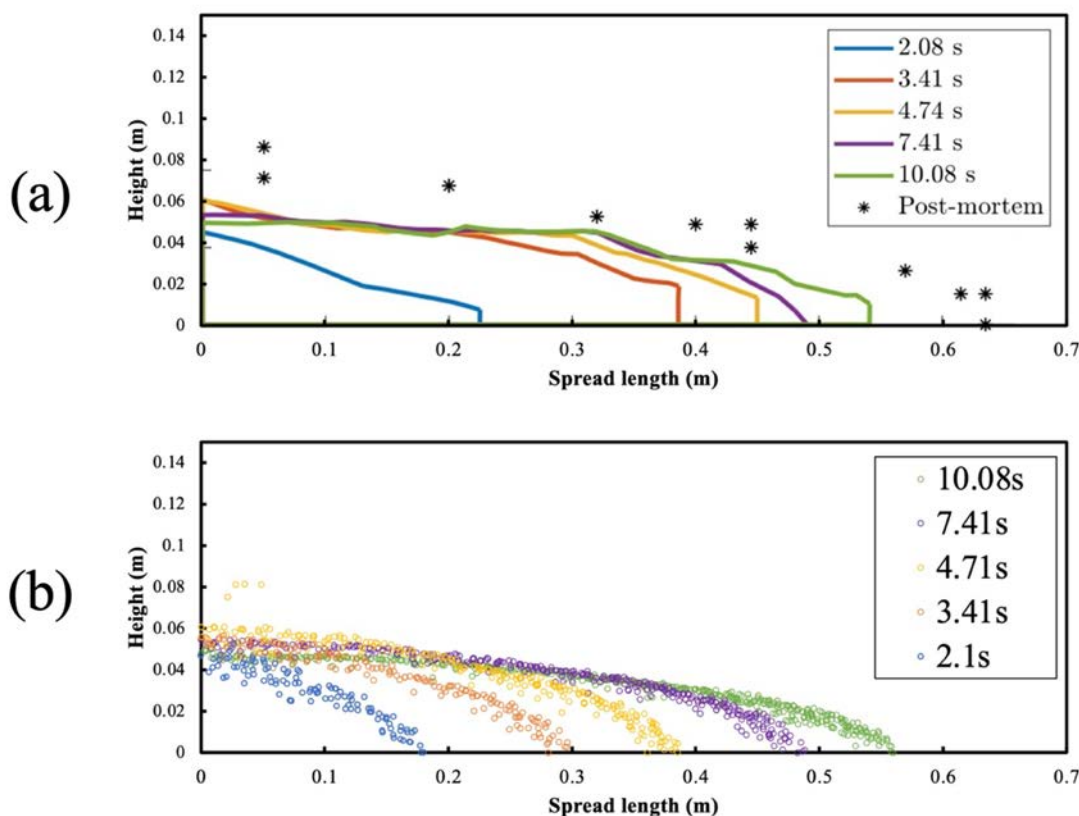 (a)
Height (m)
0.14
0.12
0.1
0.08
0.06
0.04
0.02
0
0 0.1 0.2 0.3 0.4 0.5 0.6 0.7
Spread length (m)
2.08 s
3.41 s
4.74 s
7.41 s
10.08 s
Post-mortem
(b)
Height (m)
0.14
0.12
0.1
0.08
0.06
0.04
0.02
0
0 0.1 0.2 0.3 0.4 0.5 0.6 0.7
Spread length (m)
10.08s
7.41s
4.71s
3.41s
2.1s